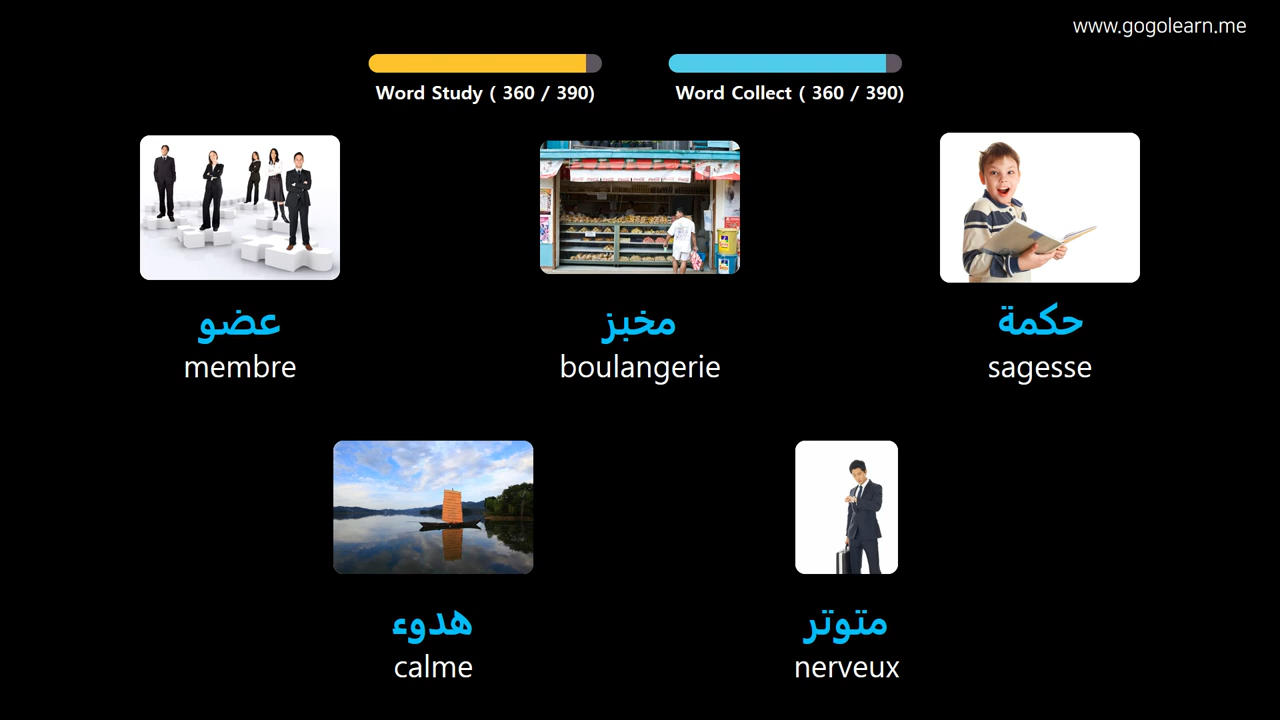 www.gogolearn.me
Word Study ( 360 / 390)
Word Collect ( 360 / 390)
عضو
membre
مخبز
boulangerie
حكمة
sagesse
هدوء
calme
متوتر
nerveux